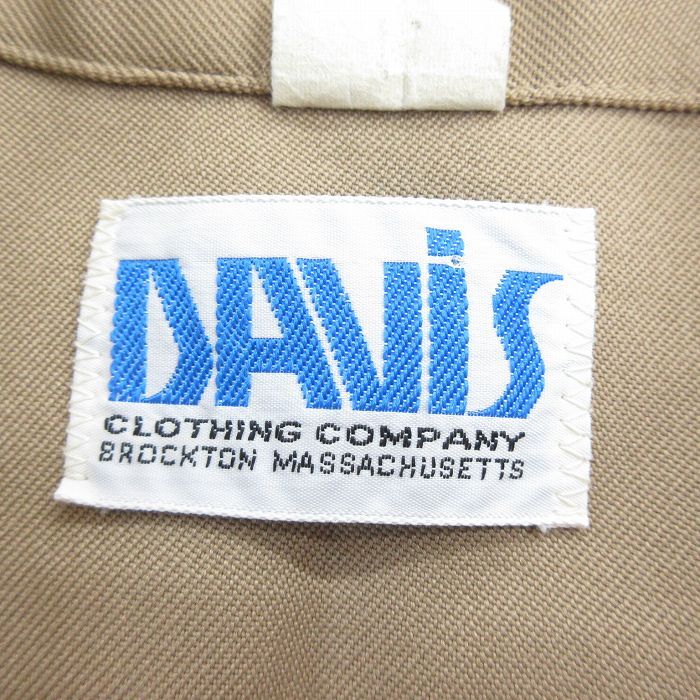 DAViS
CLOTHING COMPANY
BROCKTON MASSACHUSETTS